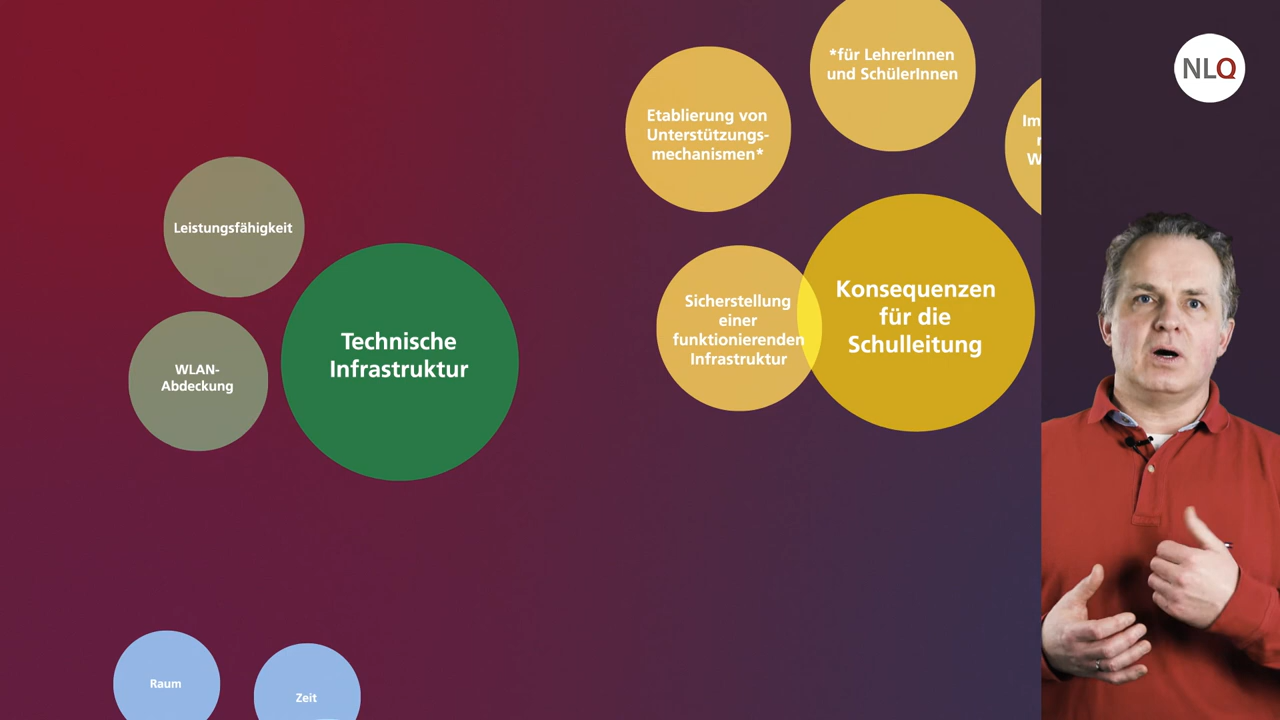 *für LehrerInnen
und SchülerInnen
Etablierung von
Unterstützungs-
mechanismen*
Leistungsfähigkeit
WLAN-
Abdeckung
Technische
Infrastruktur
Sicherstellung
einer
funktionierenden
Infrastruktur
Konsequenzen
für die
Schulleitung
Raum
Zeit
NLQ